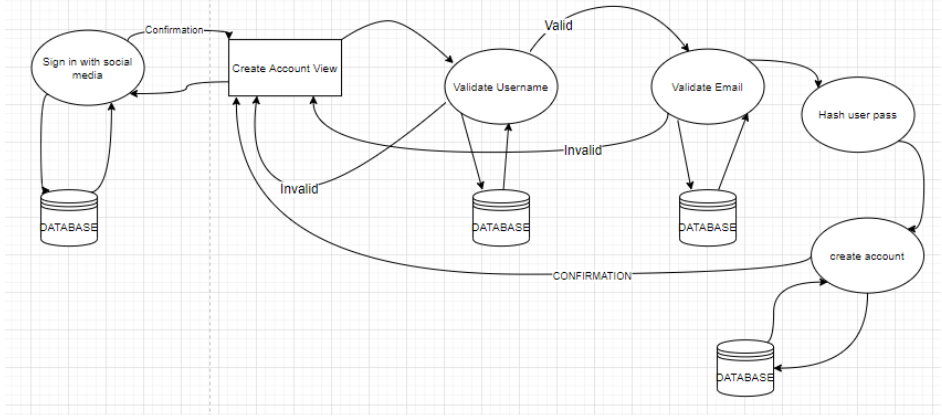 Confirmation
Valid
Sign in with social
media
Create Account View
Validate Username
Validate Email
Hash user pass
Invalid
Invalid
DATABASE
DATABASE
DATABASE
create account
CONFIRMATION
DATABASE